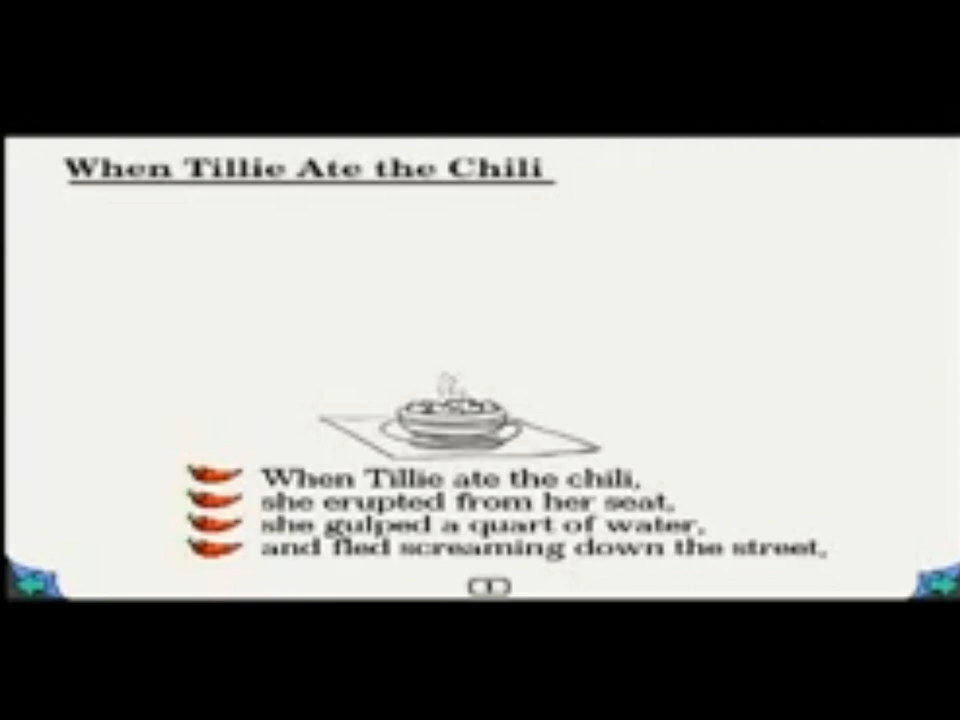 When Tillie Ate the Chili
When Tillie ate the chili,
she erupted from her seat,
she gulped a quart of water,
and fled screaming down the street,
1